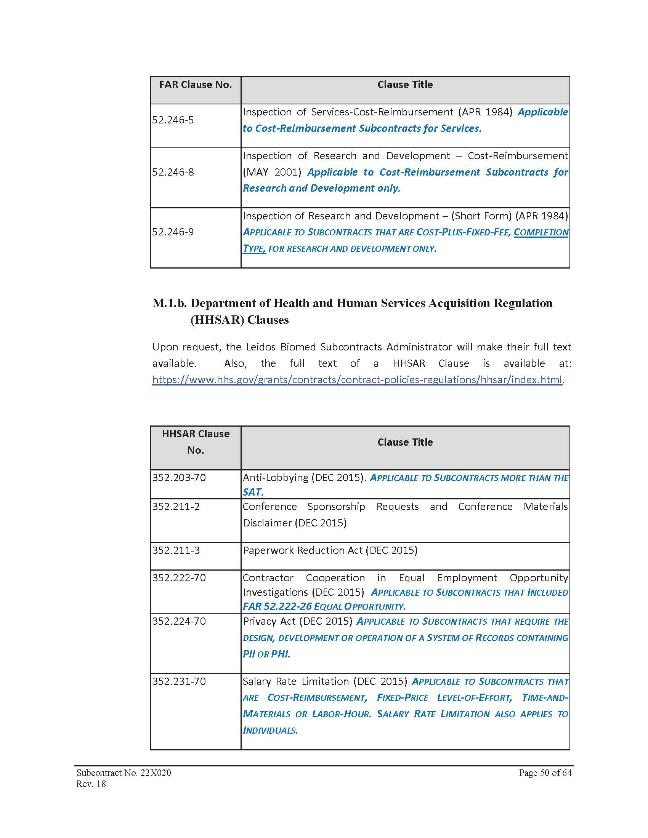 FAR Clause No. Clause Title
52.246-5
Inspection of Services-Cost-Reimbursement (APR 1984) Applicable
to Cost-Reimbursement Subcontracts for Services.
52.246-8
Inspection of Research and Development – Cost-Reimbursement
(MAY 2001) Applicable to Cost-Reimbursement Subcontracts for
Research and Development only.
52.246-9
Inspection of Research and Development – (Short Form) (APR 1984)
APPLICABLE TO SUBCONTRACTS THAT ARE COST-PLUS-FIXED-FEE, COMPLETION
TYPE, FOR RESEARCH AND DEVELOPMENT ONLY.
M.1.b. Department of Health and Human Services Acquisition Regulation
(HHSAR) Clauses
Upon request, the Leidos Biomed Subcontracts Administrator will make their full text
available. Also, the full text of a HHSAR Clause is available at:
https://www.hhs.gov/grants/contracts/contract-policies-regulations/hhsar/index.html.
HHSAR Clause
No.
Clause Title
352.203-70 Anti-Lobbying (DEC 2015). APPLICABLE TO SUBCONTRACTS MORE THAN THE
SAT.
352.211-2 Conference Sponsorship Requests and Conference Materials
Disclaimer (DEC 2015)
352.211-3 Paperwork Reduction Act (DEC 2015)
352.222-70 Contractor Cooperation in Equal Employment Opportunity
Investigations (DEC 2015) APPLICABLE TO SUBCONTRACTS THAT INCLUDED
FAR 52.222-26 EQUAL OPPORTUNITY.
352.224-70 Privacy Act (DEC 2015) APPLICABLE TO SUBCONTRACTS THAT REQUIRE THE
DESIGN, DEVELOPMENT OR OPERATION OF A SYSTEM OF RECORDS CONTAINING
PII OR PHI.
352.231-70 Salary Rate Limitation (DEC 2015) APPLICABLE TO SUBCONTRACTS THAT
ARE COST-REIMBURSEMENT, FIXED-PRICE LEVEL-OF-EFFORT, TIME-AND-
MATERIALS OR LABOR-HOUR. SALARY RATE LIMITATION ALSO APPLIES TO
INDIVIDUALS.
Subcontract No. 22X020 Page 50 of 64
Rev. 18